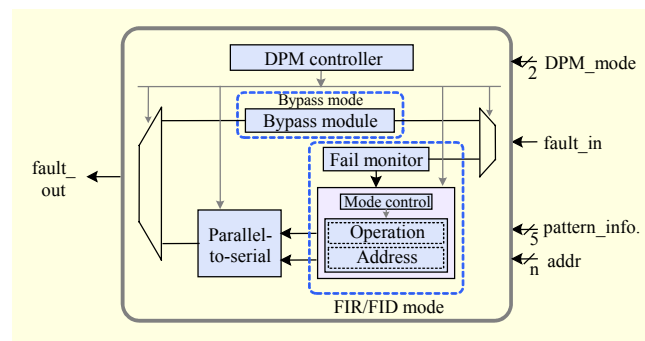 DPM controller
2 DPM_mode
Bypass mode
Bypass module
fault_in
Fail monitor
fault_
out
Mode control
Parallel-
to-serial
Operation
Address
5 pattern_info.
n addr
FIR/FID mode